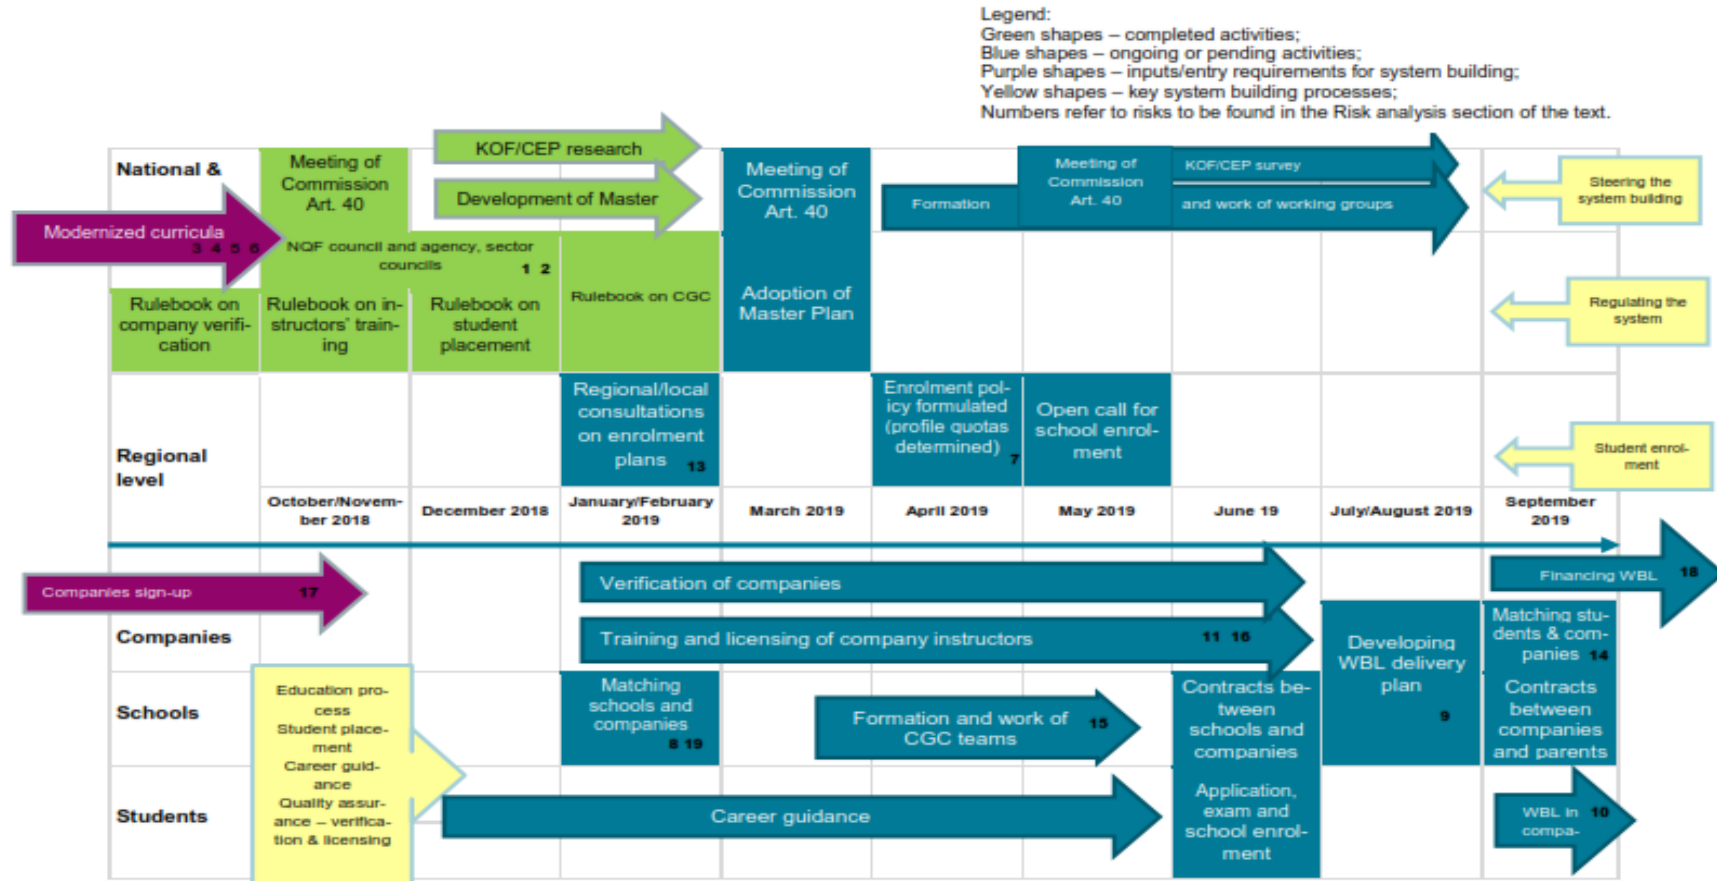 Legend:
Green shapes – completed activities;
Blue shapes – ongoing or pending activities;
Purple shapes – inputs/entry requirements for system building;
Yellow shapes – key system building processes;
Numbers refer to risks to be found in the Risk analysis section of the text.
National &
Meeting of
Commission
Art. 40
KOF/CEP research
Development of Master
Meeting of
Commission
Art. 40
Formation
Meeting of
Commission
Art. 40
KOF/CEP survey
and work of working groups
Steering the
system building
Modernized curricula
3 4 5 6
NQF council and agency, sector
councils
1 2
Rulebook on
company verifi-
cation
Rulebook on in-
structors' train-
ing
Rulebook on
student
placement
Rulebook on CGC
Adoption of
Master Plan
Regulating the
system
Regional
level
Regional/local
consultations
on enrolment
plans 13
Enrolment pol-
icy formulated
(profile quotas
determined) 7
Open call for
school enrol-
ment
Student enrol-
ment
October/Novem-
ber 2018
December 2018
January/February
2019
March 2019
April 2019
May 2019
June 19
July/August 2019
September
2019
Companies sign-up 17
Verification of companies
Financing WBL 18
Companies
Training and licensing of company instructors 11 16
Developing
WBL delivery
plan
9
Matching stu-
dents & com-
panies 14
Schools
Education pro-
cess
Student place-
ment
Career guid-
ance
Quality assur-
ance – verifica-
tion & licensing
Matching
schools and
companies
8 19
Formation and work of
CGC teams
15
Contracts be-
tween
schools and
companies
Contracts
between
companies
and parents
Students
Career guidance
Application,
exam and
school enrol-
ment
WBL in 10
compa-